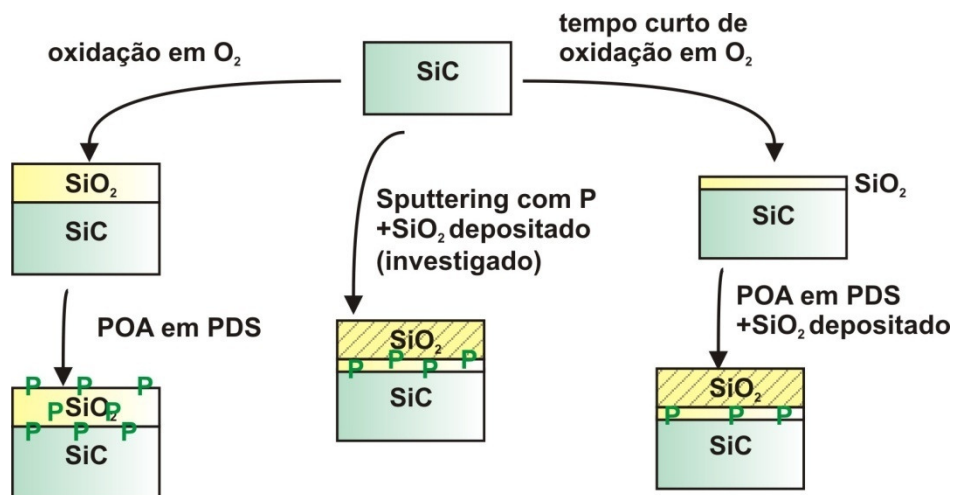 oxidação em O₂
SiC
tempo curto de
oxidação em O₂
SiO₂
SiC
Sputtering com P
+SiO₂ depositado
(investigado)
SiO₂
SiC
POA em PDS
POA em PDS
+SiO₂ depositado
P P P
SiO₂
P P
P P P
SiC
SiO₂
P P P P
SiC
SiO₂
P P P
SiC